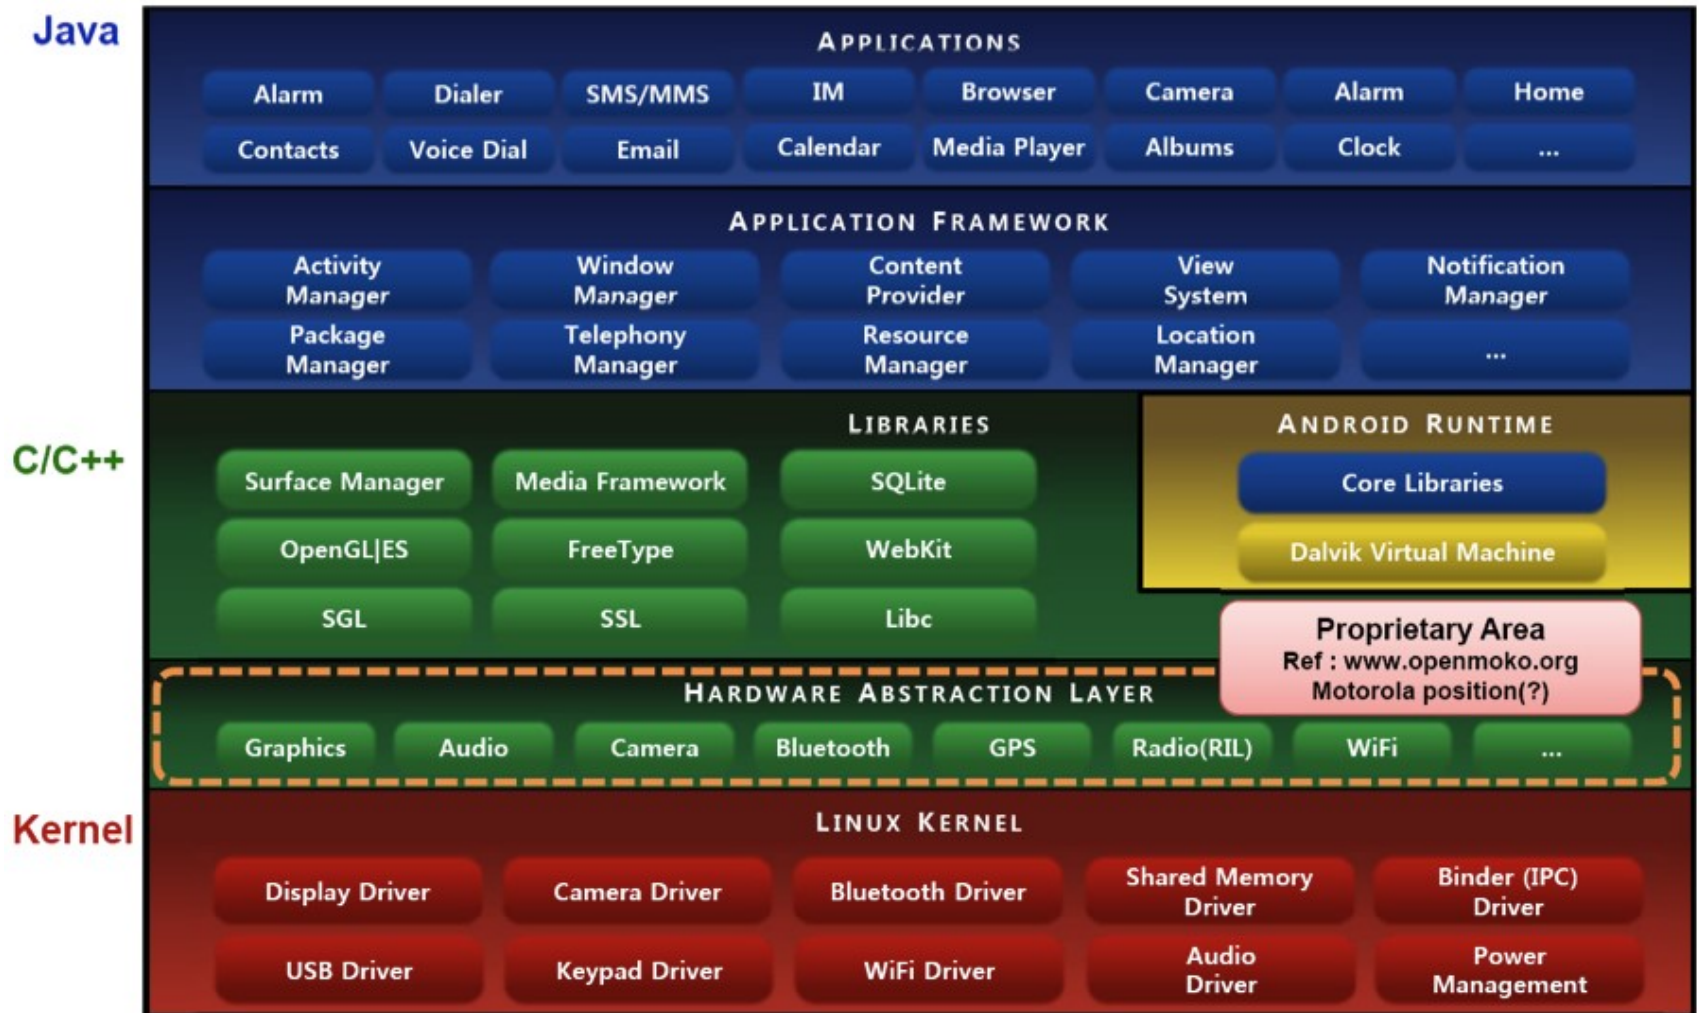 Java
APPLICATIONS
Alarm Dialer SMS/MMS IM Browser Camera Alarm Home
Contacts Voice Dial Email Calendar Media Player Albums Clock ...
APPLICATION FRAMEWORK
Activity Manager
Window Manager
Content Provider
View System
Notification Manager
Package Manager
Telephony Manager
Resource Manager
Location Manager
...
C/C++
LIBRARIES
Surface Manager Media Framework SQLite
OpenGL|ES FreeType WebKit
SGL SSL Libc
ANDROID RUNTIME
Core Libraries
Dalvik Virtual Machine
Proprietary Area
Ref : www.openmoko.org
Motorola position(?)
HARDWARE ABSTRACTION LAYER
Graphics Audio Camera Bluetooth GPS Radio(RIL) WiFi ...
Kernel
LINUX KERNEL
Display Driver
Camera Driver
Bluetooth Driver
Shared Memory Driver
Binder (IPC) Driver
USB Driver
Keypad Driver
WiFi Driver
Audio Driver
Power Management